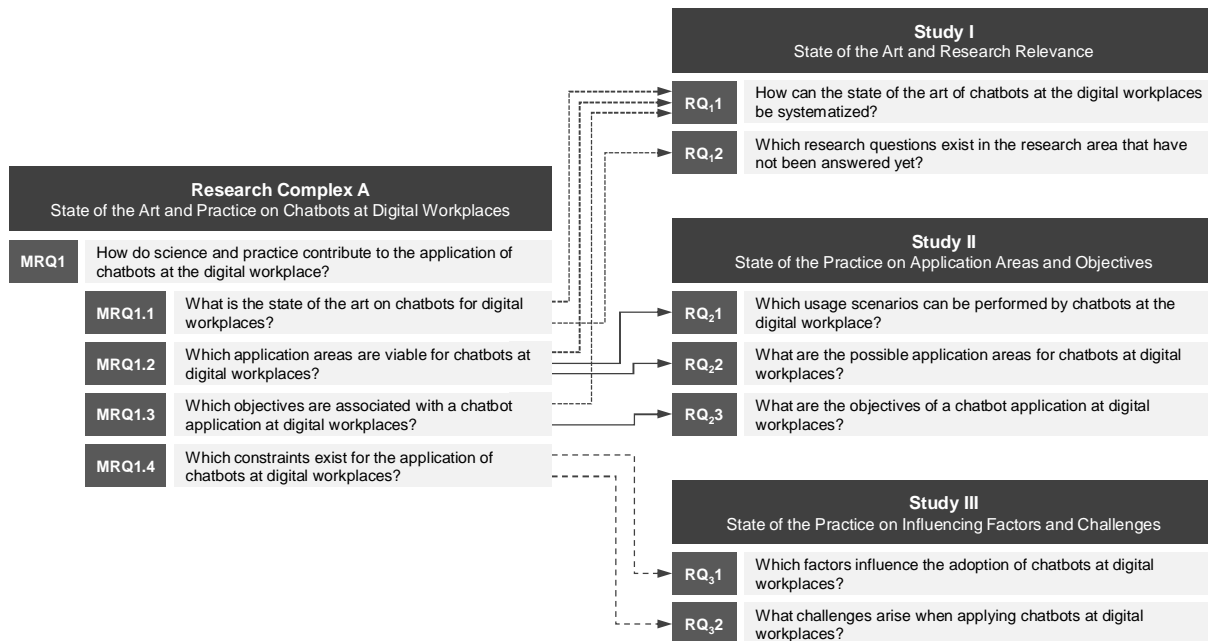 Research Complex A
State of the Art and Practice on Chatbots at Digital Workplaces
MRQ1
How do science and practice contribute to the application of
chatbots at the digital workplace?
MRQ1.1
What is the state of the art on chatbots for digital
workplaces?
MRQ1.2
Which application areas are viable for chatbots at
digital workplaces?
MRQ1.3
Which objectives are associated with a chatbot
application at digital workplaces?
MRQ1.4
Which constraints exist for the application of
chatbots at digital workplaces?
Study I
State of the Art and Research Relevance
RQ₁1
How can the state of the art of chatbots at the digital workplaces
be systematized?
RQ₁2
Which research questions exist in the research area that have
not been answered yet?
Study II
State of the Practice on Application Areas and Objectives
RQ₂1
Which usage scenarios can be performed by chatbots at the
digital workplace?
RQ₂2
What are the possible application areas for chatbots at digital
workplaces?
RQ₂3
What are the objectives of a chatbot application at digital
workplaces?
Study III
State of the Practice on Influencing Factors and Challenges
RQ₃1
Which factors influence the adoption of chatbots at digital
workplaces?
RQ₃2
What challenges arise when applying chatbots at digital
workplaces?